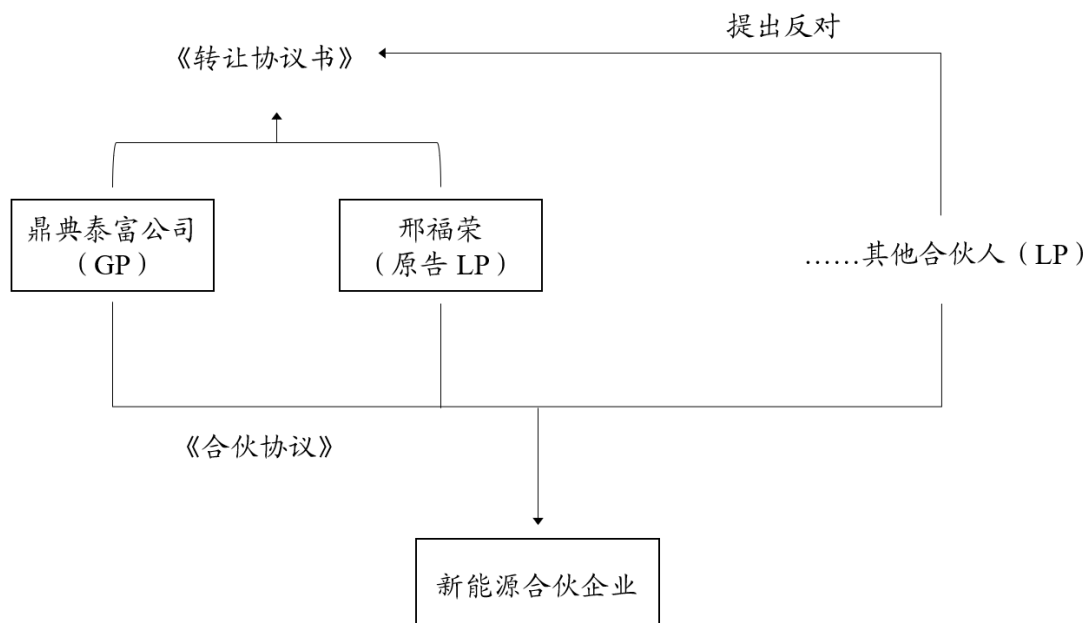 提出反对
《转让协议书》
鼎典泰富公司
（GP）
邢福荣
（原告 LP）
……其他合伙人（LP）
《合伙协议》
新能源合伙企业